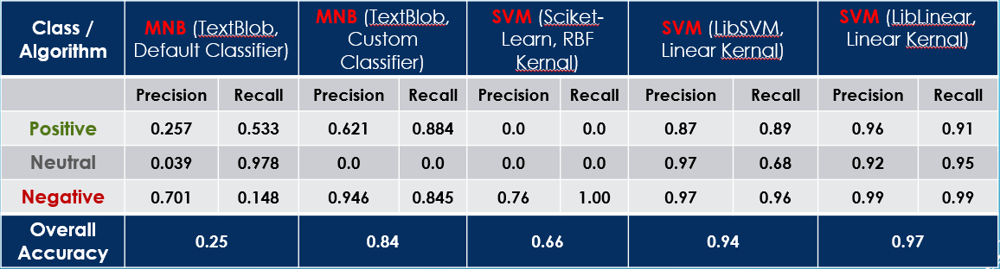 Class / Algorithm | MNB (TextBlob, Default Classifier) | MNB (TextBlob, Custom Classifier) | SVM (Sciket-Learn, RBF Kernal) | SVM (LibSVM, Linear Kernal) | SVM (LibLinear, Linear Kernal)
Precision Recall Precision Recall Precision Recall Precision Recall Precision Recall
Positive 0.257 0.533 0.621 0.884 0.0 0.0 0.87 0.89 0.96 0.91
Neutral 0.039 0.978 0.0 0.0 0.0 0.0 0.97 0.68 0.92 0.95
Negative 0.701 0.148 0.946 0.845 0.76 1.00 0.97 0.96 0.99 0.99
Overall Accuracy 0.25 0.84 0.66 0.94 0.97